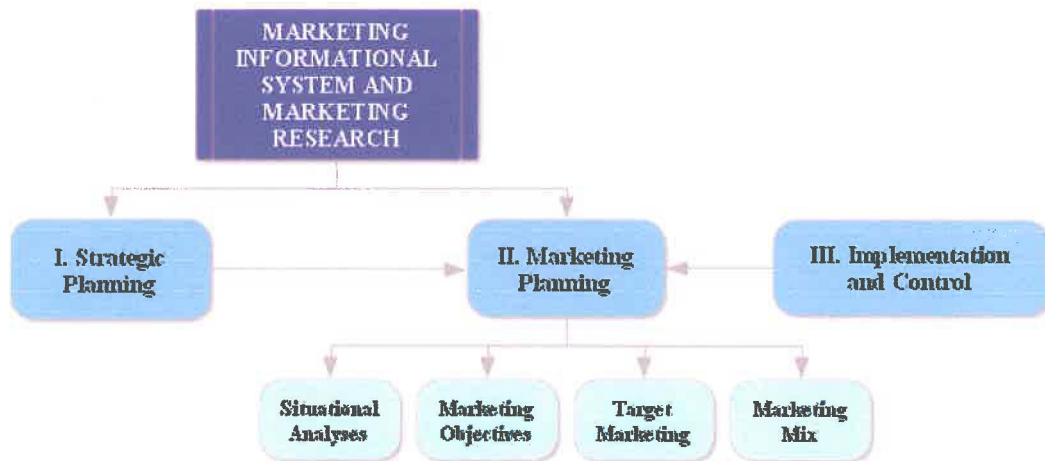 MARKETING
INFORMATIONAL
SYSTEM AND
MARKETING
RESEARCH
I. Strategic
Planning
II. Marketing
Planning
III. Implementation
and Control
Situational
Analyses
Marketing
Objectives
Target
Marketing
Marketing
Mix